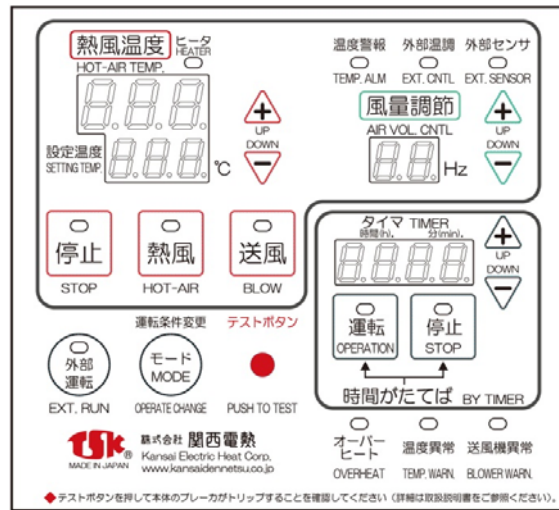 熱風温度 ヒータ
HEATER
HOT-AIR TEMP.
設定温度
SETTING TEMP.
℃
+
UP
DOWN
−
温度警報 外部温調 外部センサ
TEMP. ALM EXT. CNTL EXT. SENSOR
風量調節
AIR VOL. CNTL
Hz
+
UP
DOWN
−
停止 熱風 送風
STOP HOT-AIR BLOW
タイマ TIMER
時間(h). 分(min).
+
UP
DOWN
−
運転 停止
OPERATION STOP
時間がたてば BY TIMER
運転条件変更 テストボタン
外部
運転
モード
MODE
EXT. RUN OPERATE CHANGE PUSH TO TEST
オーバー
ヒート
温度異常 送風機異常
OVERHEAT TEMP. WARN. BLOWER WARN.
TSK®
MADE IN JAPAN
株式会社 関西電熱
Kansai Electric Heat Corp.
www.kansaidennetsu.co.jp
◆テストボタンを押して本体のブレーカがトリップすることを確認してください（詳細は取扱説明書をご参照ください）。